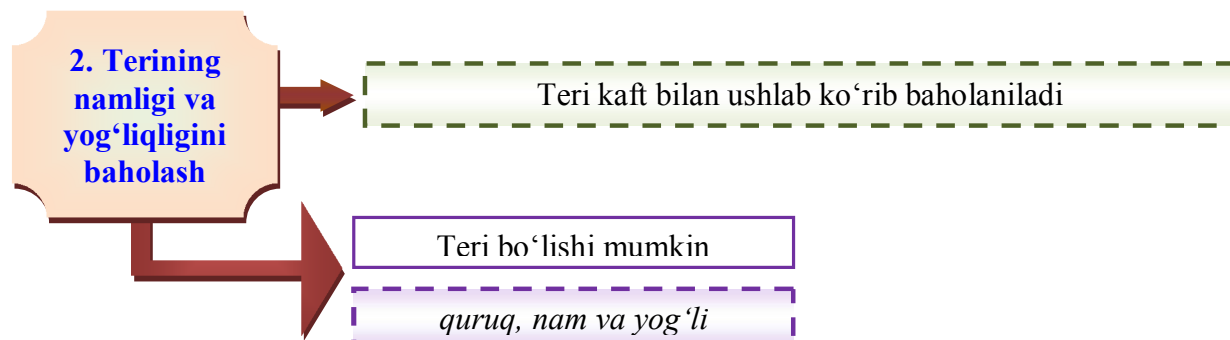 2. Terining
namligi va
yog‘liqligini
baholash
Teri kaft bilan ushlab ko‘rib baholaniladi
Teri bo‘lishi mumkin
quruq, nam va yog‘li